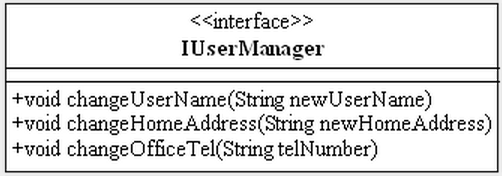 <<interface>>
IUserManager
+void changeUserName(String newUserName)
+void changeHomeAddress(String newHomeAddress)
+void changeOfficeTel(String telNumber)